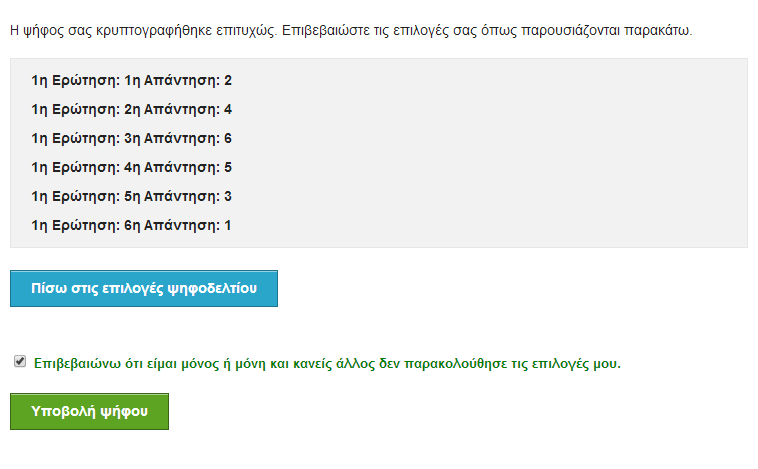 Η ψήφος σας κρυπτογραφήθηκε επιτυχώς. Επιβεβαιώστε τις επιλογές σας όπως παρουσιάζονται παρακάτω.
1η Ερώτηση: 1η Απάντηση: 2
1η Ερώτηση: 2η Απάντηση: 4
1η Ερώτηση: 3η Απάντηση: 6
1η Ερώτηση: 4η Απάντηση: 5
1η Ερώτηση: 5η Απάντηση: 3
1η Ερώτηση: 6η Απάντηση: 1
Πίσω στις επιλογές ψηφοδελτίου
Επιβεβαιώνω ότι είμαι μόνος ή μόνη και κανείς άλλος δεν παρακολούθησε τις επιλογές μου.
Υποβολή ψήφου